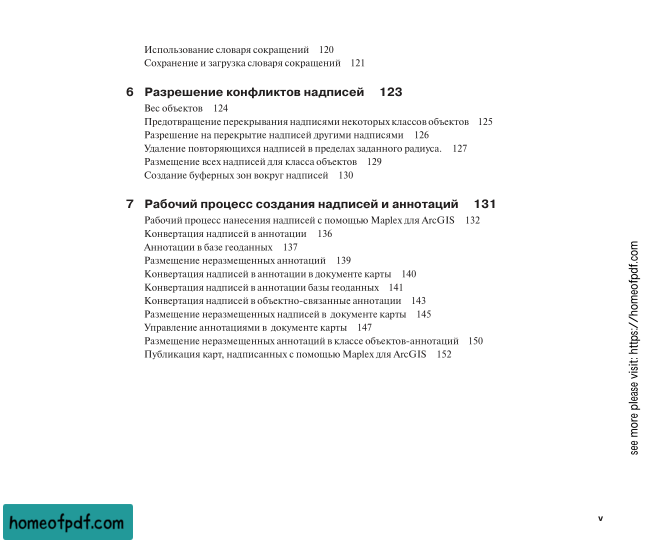 Использование словаря сокращений 120
Сохранение и загрузка словаря сокращений 121
6 Разрешение конфликтов надписей 123
Вес объектов 124
Предотвращение перекрывания надписями некоторых классов объектов 125
Разрешение на перекрытие надписей другими надписями 126
Удаление повторяющихся надписей в пределах заданного радиуса. 127
Размещение всех надписей для класса объектов 129
Создание буферных зон вокруг надписей 130
7 Рабочий процесс создания надписей и аннотаций 131
Рабочий процесс нанесения надписей с помощью Maplex для ArcGIS 132
Конвертация надписей в аннотации 136
Аннотации в базе геоданных 137
Размещение неразмещенных аннотаций 139
Конвертация надписей в аннотации в документе карты 140
Конвертация надписей в аннотации базы геоданных 141
Конвертация надписей в объектно-связанные аннотации 143
Размещение неразмещенных надписей в документе карты 145
Управление аннотациями в документе карты 147
Размещение неразмещенных аннотаций в классе объектов-аннотаций 150
Публикация карт, надписанных с помощью Maplex для ArcGIS 152
see more please visit: https://homeofpdf.com
v
homeofpdf.com